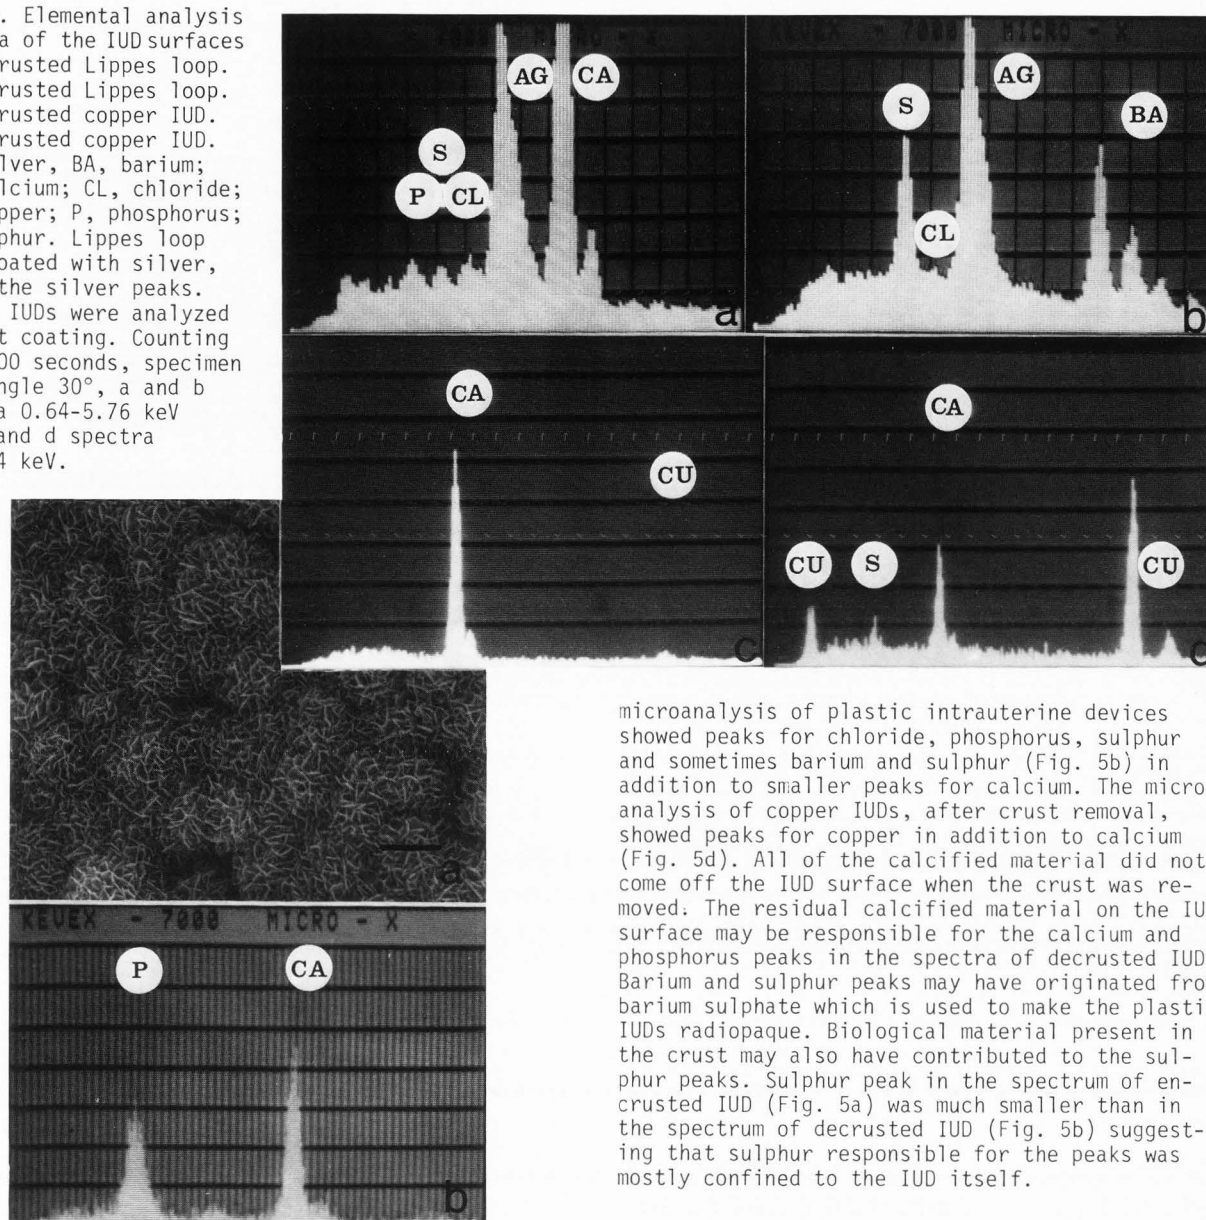 . Elemental analysis
a of the IUD surfaces
rusted Lippes loop.
rusted Lippes loop.
rusted copper IUD.
rusted copper IUD.
lver, BA, barium;
lcium; CL, chloride;
pper; P, phosphorus;
phur. Lippes loop
oated with silver,
the silver peaks.
IUDs were analyzed
t coating. Counting
00 seconds, specimen
ngle 30°, a and b
a 0.64-5.76 keV
and d spectra
4 keV.
MICRO - X
AG CA
S
P CL
a
KEVEX - 7000 MICRO - X
AG
S
BA
CL
b
CA
CU
c
CA
CU S CU
a
KEVEX - 7000 MICRO - X
P CA
b
microanalysis of plastic intrauterine devices
showed peaks for chloride, phosphorus, sulphur
and sometimes barium and sulphur (Fig. 5b) in
addition to smaller peaks for calcium. The micro
analysis of copper IUDs, after crust removal,
showed peaks for copper in addition to calcium
(Fig. 5d). All of the calcified material did not
come off the IUD surface when the crust was re-
moved. The residual calcified material on the IU
surface may be responsible for the calcium and
phosphorus peaks in the spectra of decrusted IUD
Barium and sulphur peaks may have originated fro
barium sulphate which is used to make the plasti
IUDs radiopaque. Biological material present in
the crust may also have contributed to the sul-
phur peaks. Sulphur peak in the spectrum of en-
crusted IUD (Fig. 5a) was much smaller than in
the spectrum of decrusted IUD (Fig. 5b) suggest-
ing that sulphur responsible for the peaks was
mostly confined to the IUD itself.